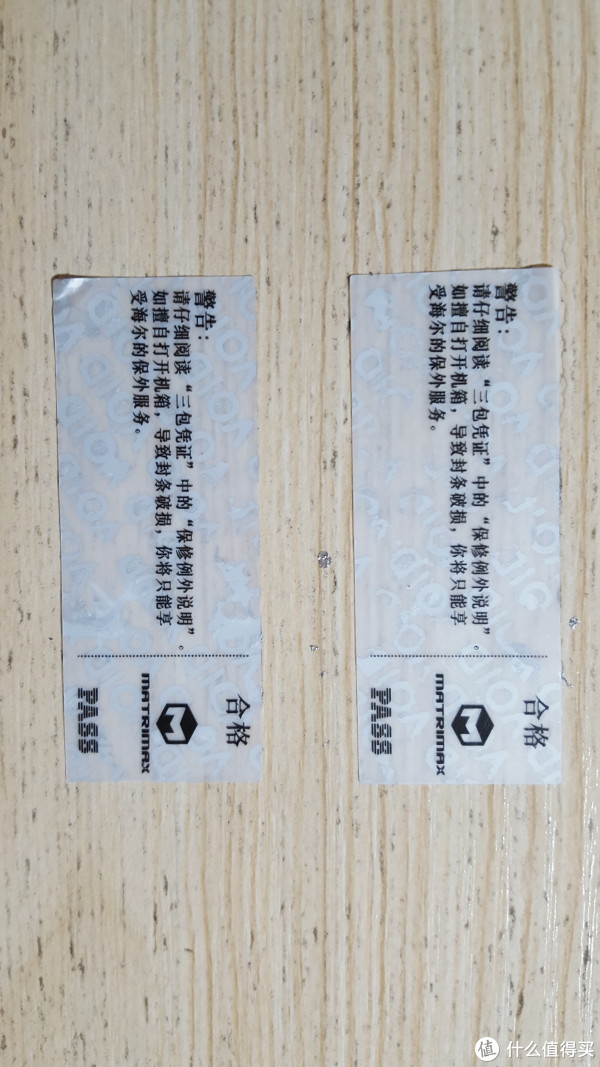 警告：
请仔细阅读“三包凭证”中的“保修例外说明”。
如擅自打开机箱，导致封条破损，你将只能享
受海尔的保外服务。
合格
MATRIMAX
PASS
警告：
请仔细阅读“三包凭证”中的“保修例外说明”。
如擅自打开机箱，导致封条破损，你将只能享
受海尔的保外服务。
合格
MATRIMAX
PASS
值 什么值得买